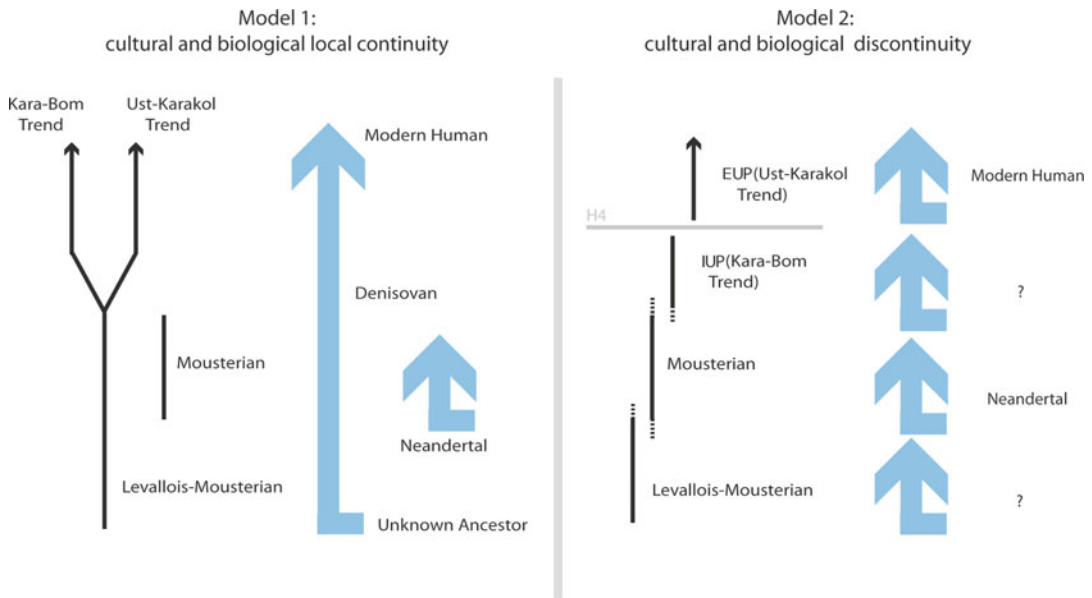 Model 1:
cultural and biological local continuity
Kara-Bom
Trend
Ust-Karakol
Trend
Modern Human
Denisovan
Mousterian
Neandertal
Levallois-Mousterian
Unknown Ancestor
Model 2:
cultural and biological discontinuity
EUP(Ust-Karakol
Trend)
Modern Human
H4
IUP(Kara-Bom
Trend)
?
Mousterian
Neandertal
Levallois-Mousterian
?